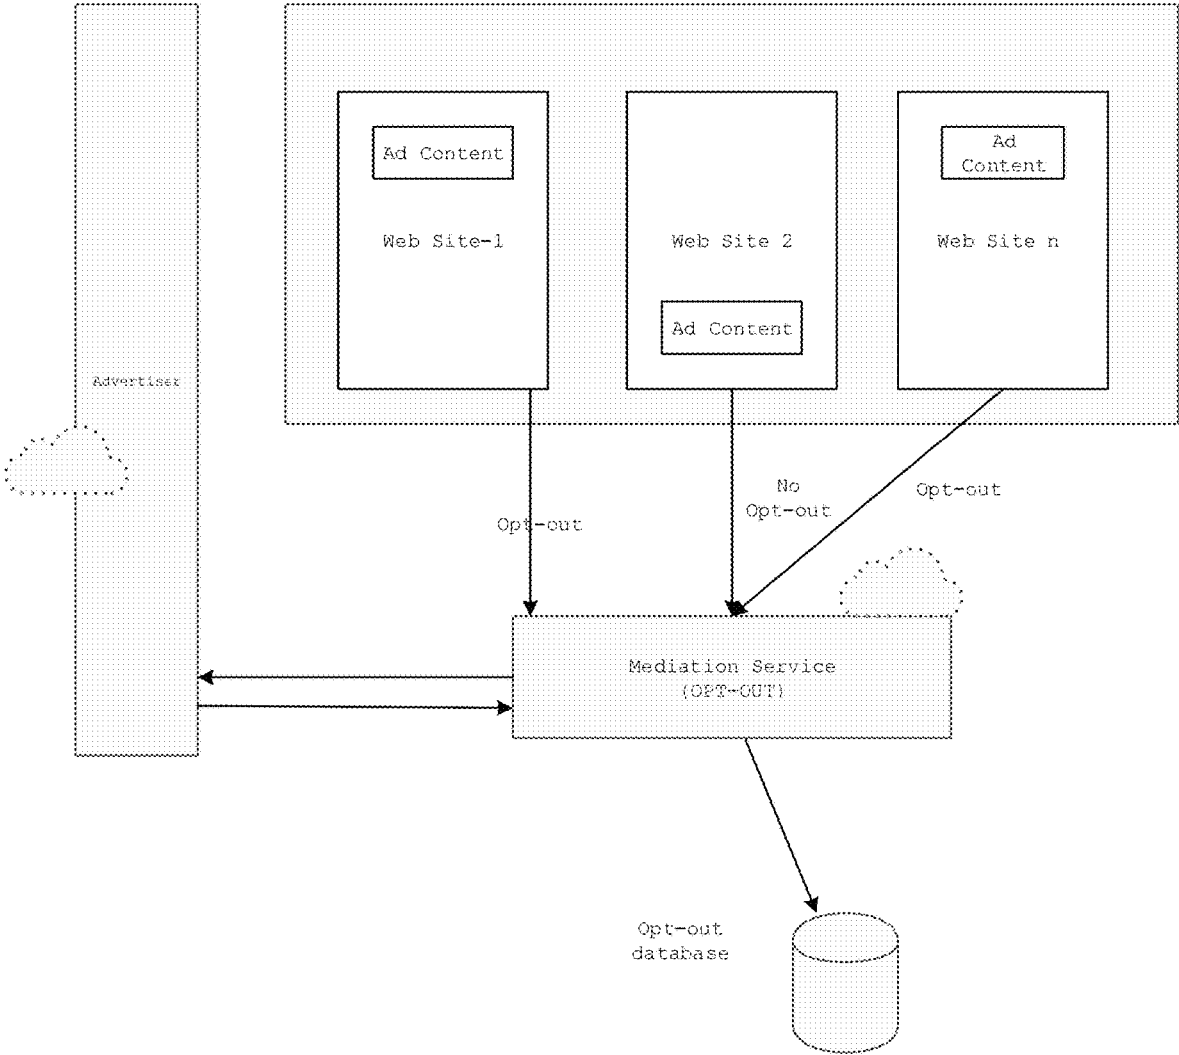 Ad Content
Ad
Content
Web Site-1
Web Site 2
Web Site n
Ad Content
Advertiser
No
Opt-out
Opt-out
Opt-out
Mediation Service
(OPT-OUT)
Opt-out
database